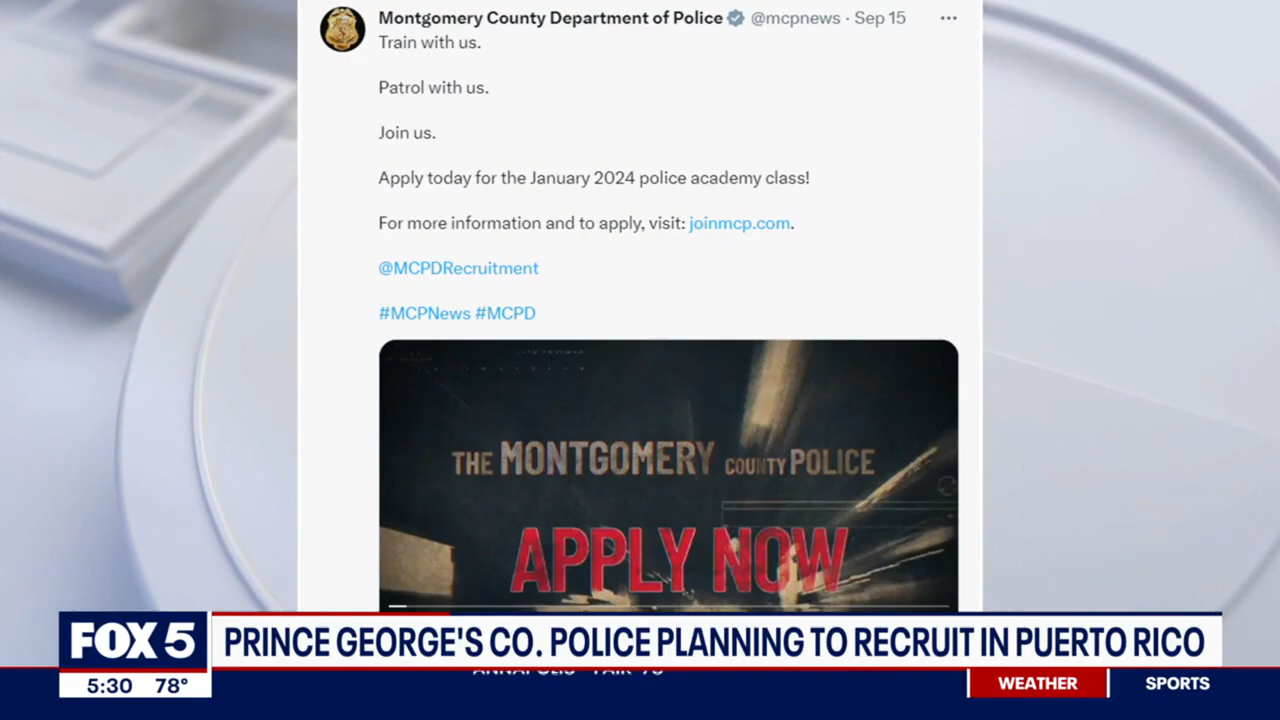 Montgomery County Department of Police @mcpnews · Sep 15 ···
Train with us.
Patrol with us.
Join us.
Apply today for the January 2024 police academy class!
For more information and to apply, visit: joinmcp.com.
@MCPDRecruitment
#MCPNews #MCPD
THE MONTGOMERY COUNTY POLICE
APPLY NOW
FOX 5 PRINCE GEORGE'S CO. POLICE PLANNING TO RECRUIT IN PUERTO RICO
5:30 78° WEATHER SPORTS